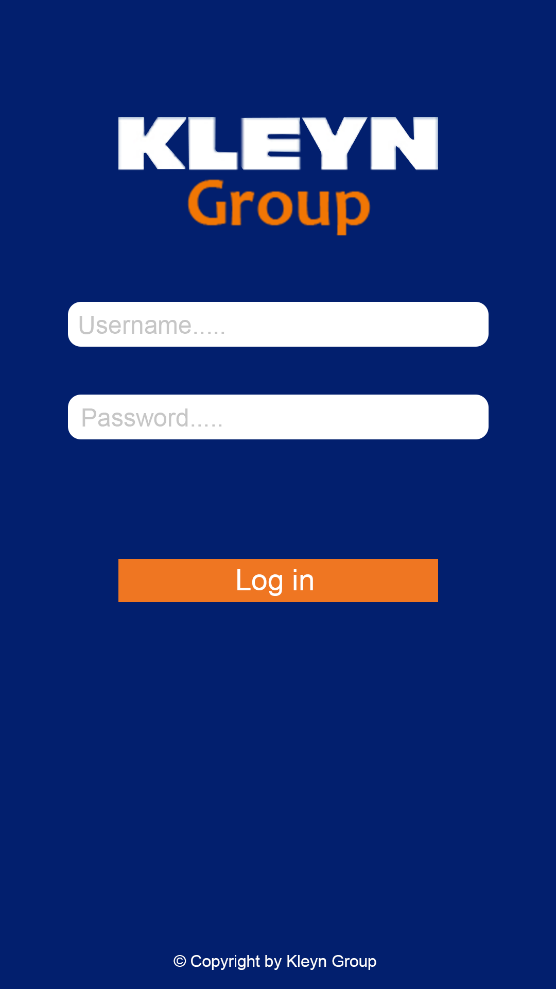 KLEYN
Group
Username.....
Password.....
Log in
© Copyright by Kleyn Group